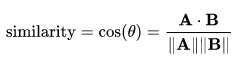 similarity = cos(θ) = A · B / ‖A‖‖B‖